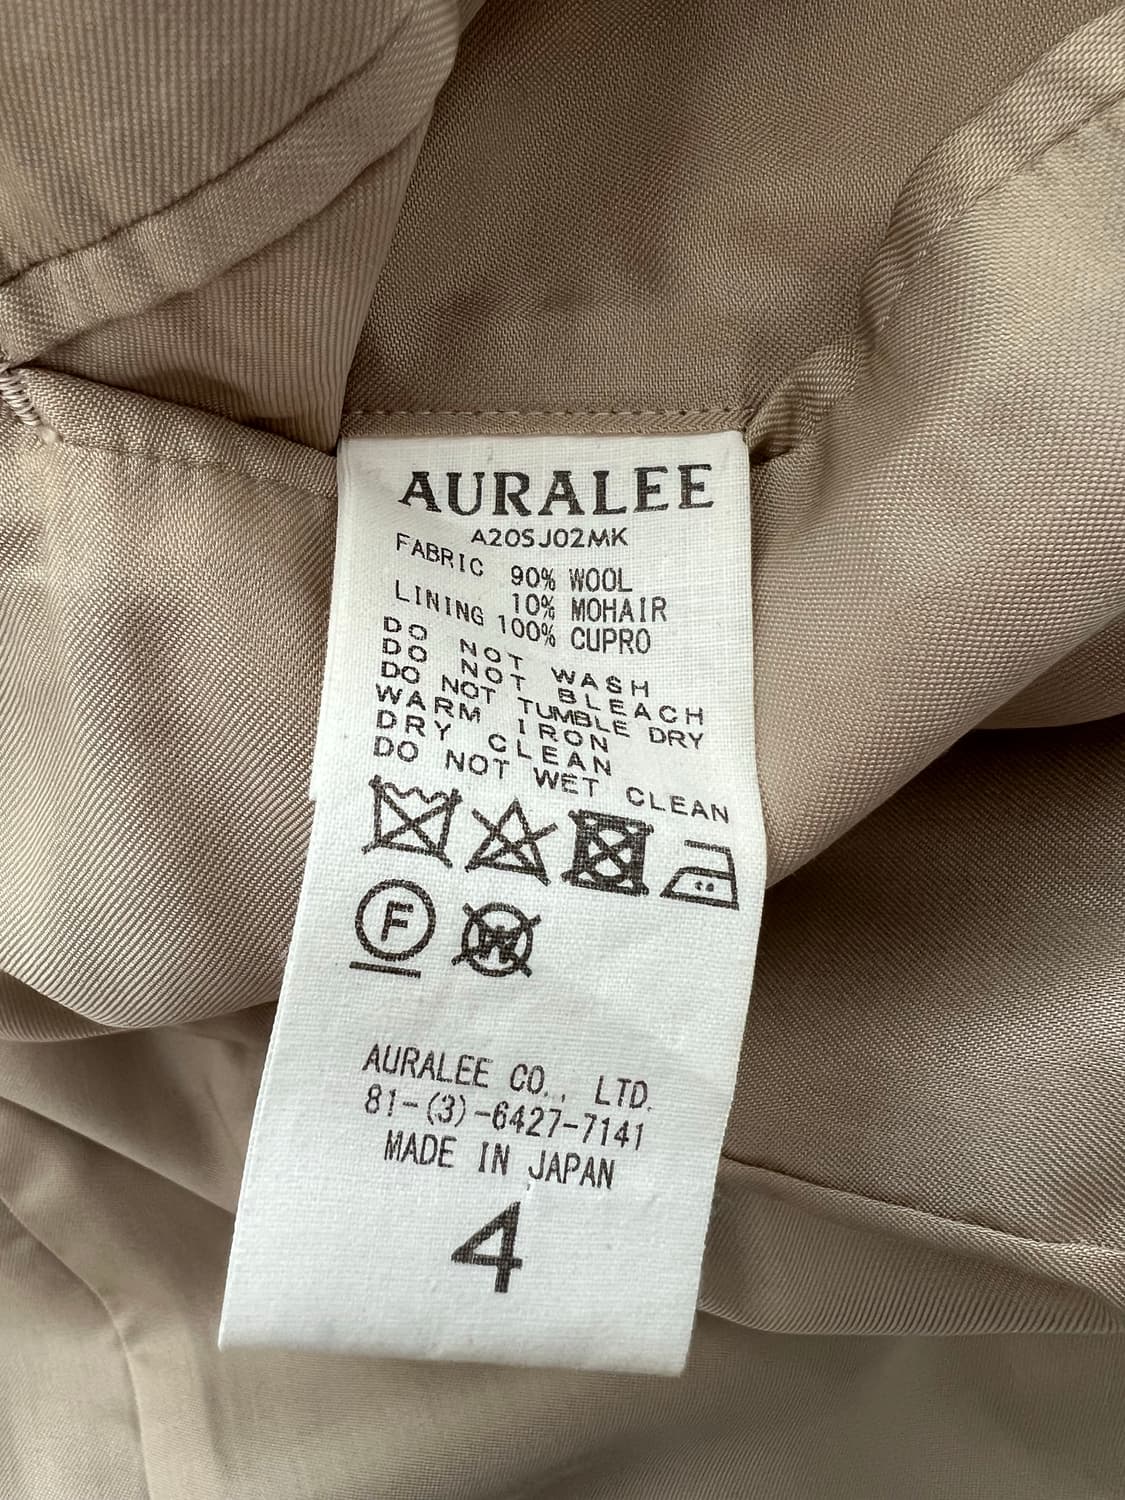 AURALEE
A20SJ02MK
FABRIC 90% WOOL
10% MOHAIR
LINING 100% CUPRO
DO NOT WASH
DO NOT BLEACH
DO NOT TUMBLE DRY
WARM IRON
DRY CLEAN
DO NOT WET CLEAN
F
W
AURALEE CO., LTD.
81-(3)-6427-7141
MADE IN JAPAN
4